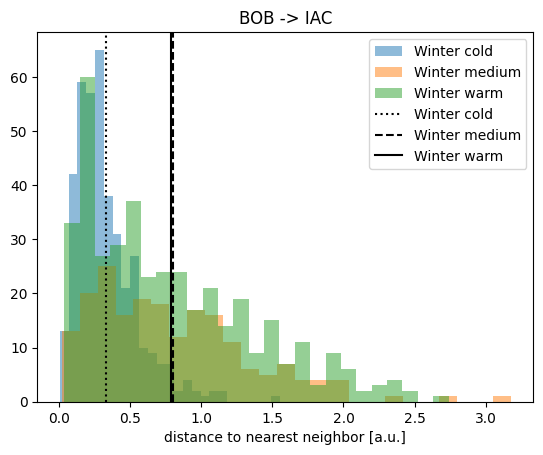 BOB -> IAC
Winter cold
Winter medium
Winter warm
Winter cold
Winter medium
Winter warm
60
50
40
30
20
10
0
0.0 0.5 1.0 1.5 2.0 2.5 3.0
distance to nearest neighbor [a.u.]